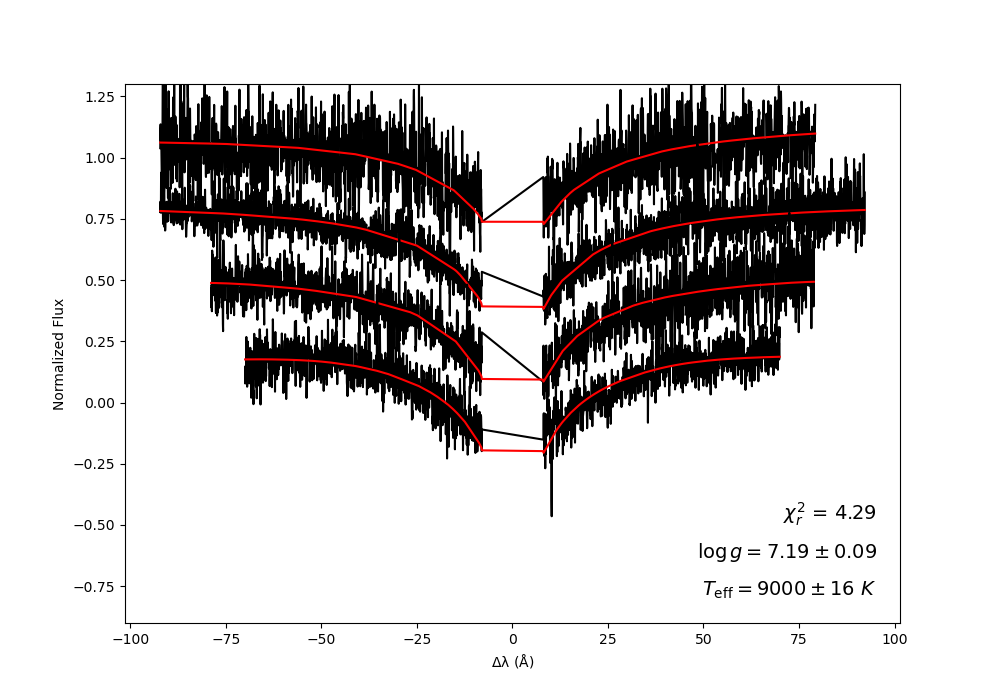 1.25
1.00
0.75
0.50
0.25
0.00
−0.25
−0.50
−0.75
Normalized Flux
χ²ᵣ = 4.29
log g = 7.19 ± 0.09
T_eff = 9000 ± 16 K
−100 −75 −50 −25 0 25 50 75 100
Δλ (Å)